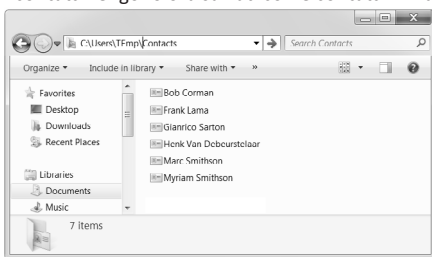 C:\Users\TEmp\Contacts
Search Contacts
Organize
Include in library
Share with
»
Favorites
Desktop
Downloads
Recent Places
Libraries
Documents
Music
Bob Corman
Frank Lama
Gianrico Sarton
Henk Van Debeurstelaar
Marc Smithson
Myriam Smithson
7 items